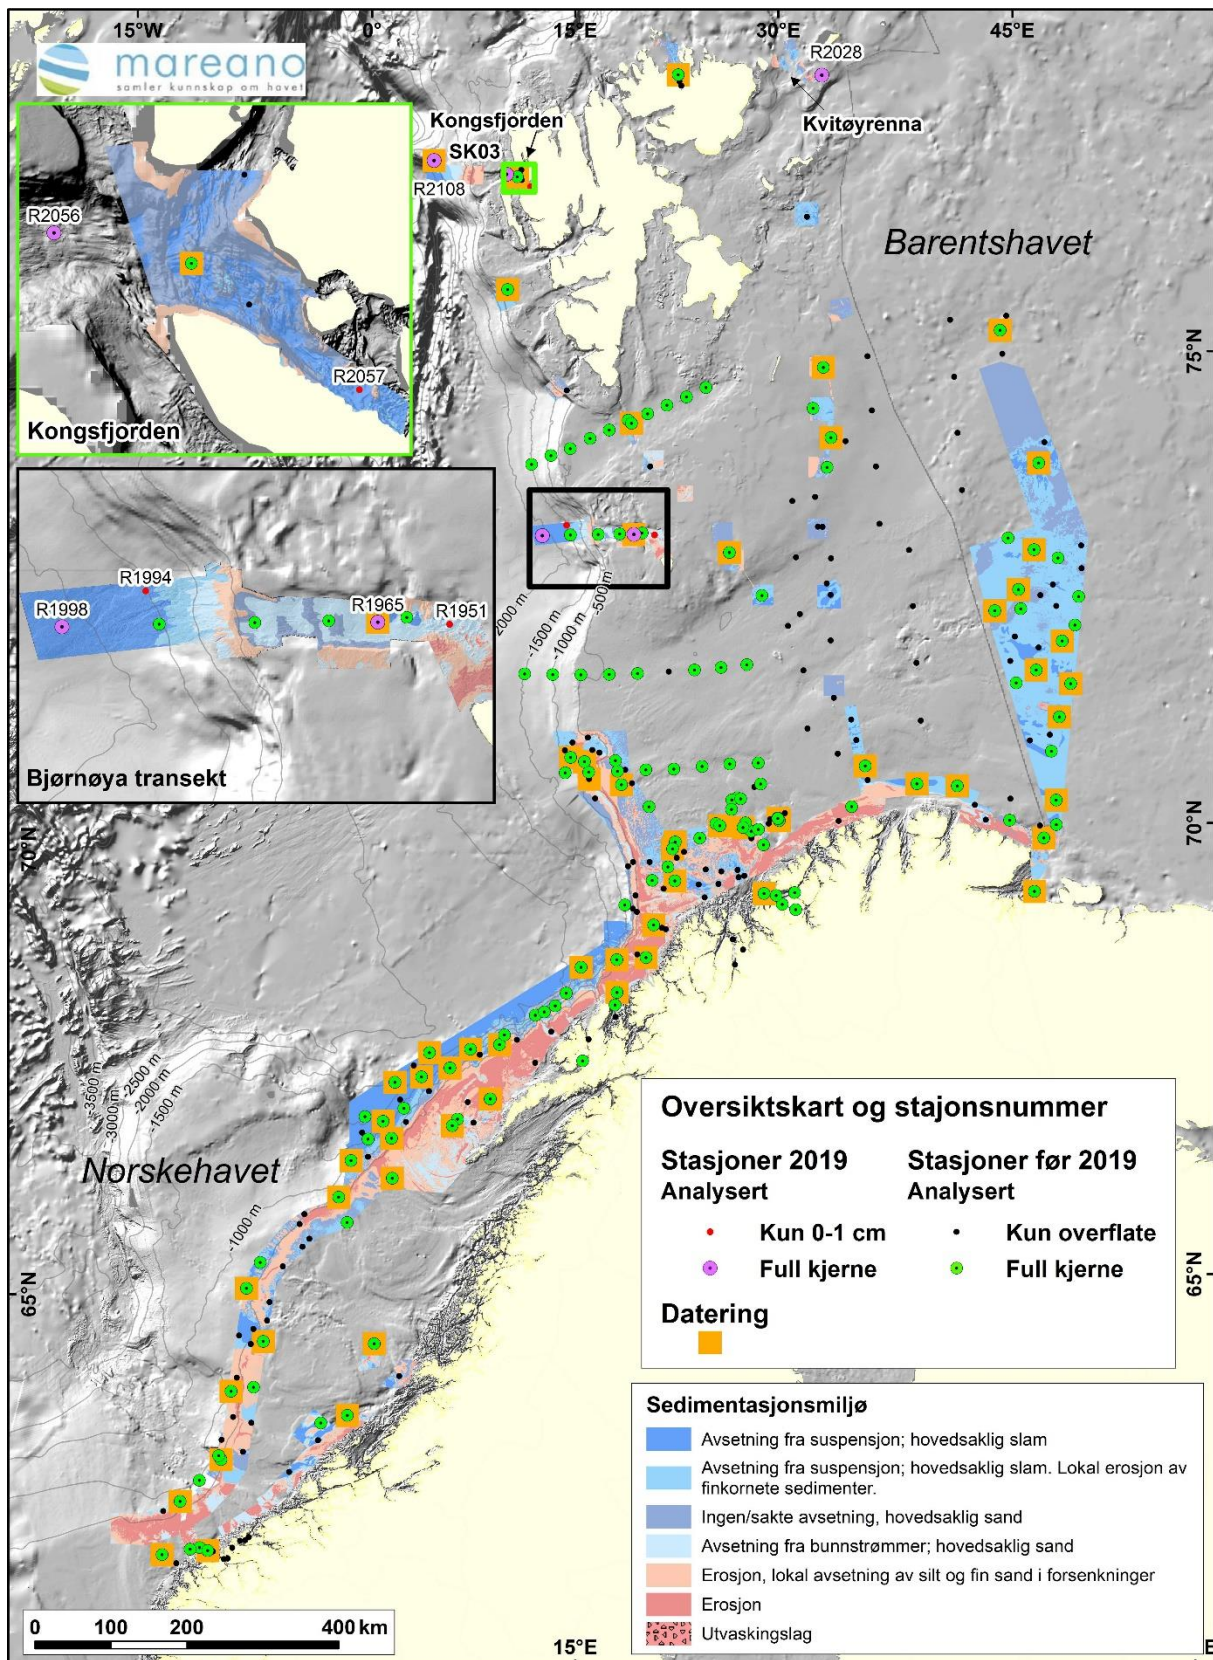 15°W
0°
15°E
30°E
45°E
mareano
samler kunnskap om havet
R2028
Kvitøyrenna
Kongsfjorden
SK03
R2108
Barentshavet
R2056
R2057
Kongsfjorden
75°N
R1994
R1998
R1965
R1951
Bjørnøya transekt
-500 m
-1000 m
-1500 m
2000 m
70°N
70°N
-3500 m
-3000 m
-2500 m
-2000 m
-1500 m
Norskehavet
-1000 m
65°N
65°N
Oversiktskart og stajonsnummer
Stasjoner 2019
Analysert
Kun 0-1 cm
Full kjerne
Stasjoner før 2019
Analysert
Kun overflate
Full kjerne
Datering
Sedimentasjonsmiljø
Avsetning fra suspensjon; hovedsaklig slam
Avsetning fra suspensjon; hovedsaklig slam. Lokal erosjon av
finkornete sedimenter.
Ingen/sakte avsetning, hovedsaklig sand
Avsetning fra bunnstrømmer; hovedsaklig sand
Erosjon, lokal avsetning av silt og fin sand i forsenkninger
Erosjon
Utvaskingslag
0 100 200 400 km
15°E